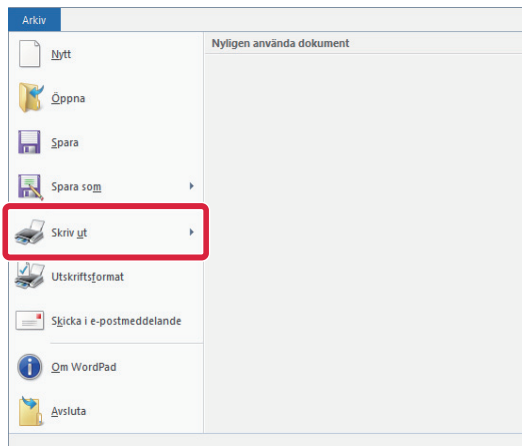 Arkiv
Nyligen använda dokument
Nytt
Öppna
Spara
Spara som
Skriv ut
Utskriftsformat
Skicka i e-postmeddelande
Om WordPad
Avsluta